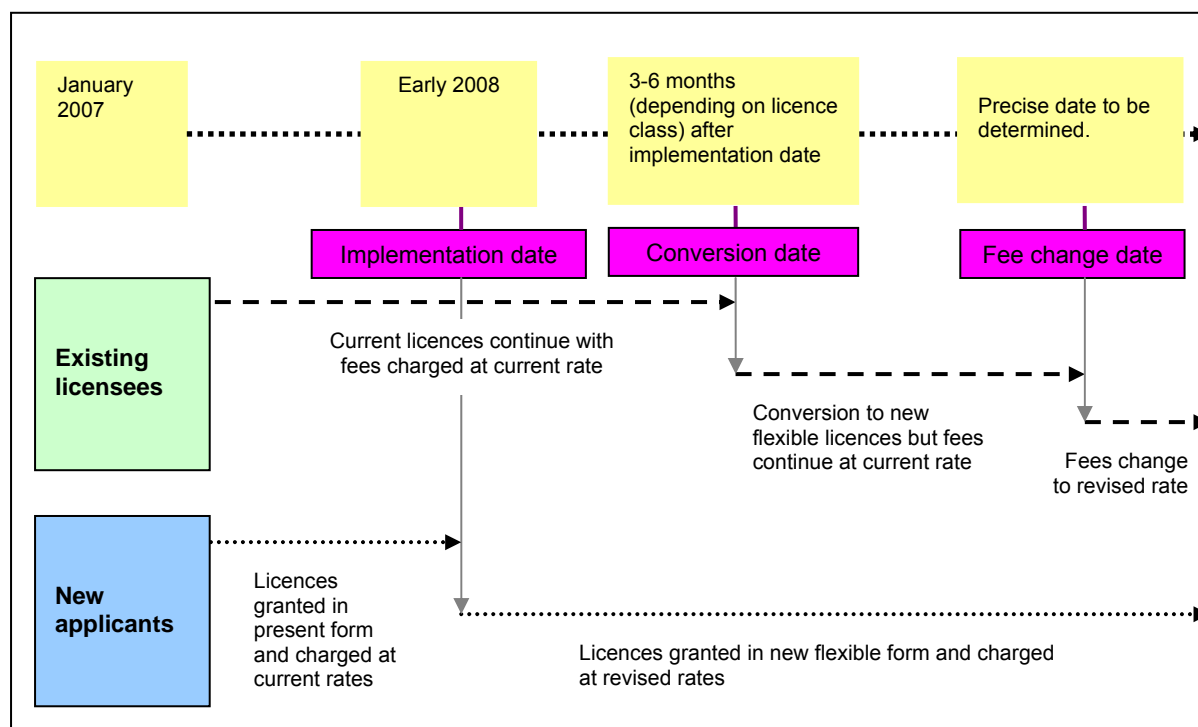 January
2007
Early 2008
3-6 months
(depending on licence
class) after
implementation date
Precise date to be
determined.
Implementation date
Conversion date
Fee change date
Existing
licensees
Current licences continue with
fees charged at current rate
Conversion to new
flexible licences but fees
continue at current rate
Fees change
to revised rate
New
applicants
Licences
granted in
present form
and charged at
current rates
Licences granted in new flexible form and charged
at revised rates